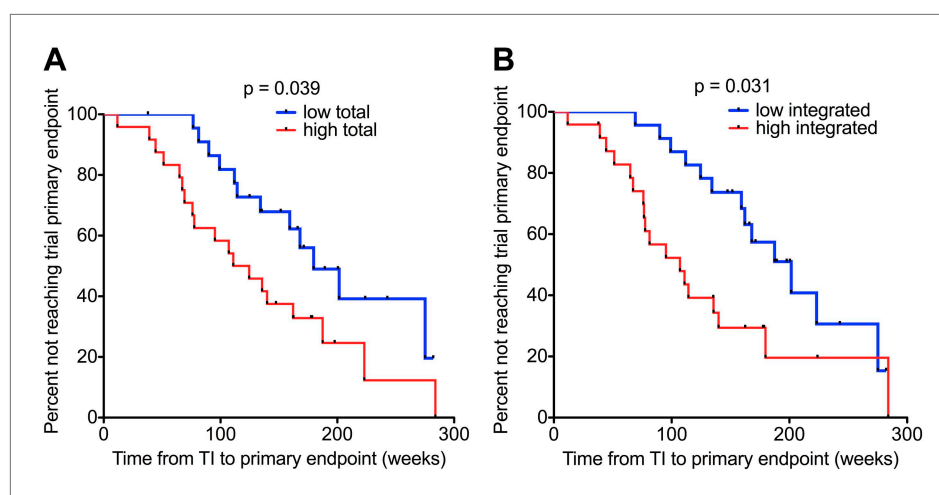 A
p = 0.039
low total
high total
Percent not reaching trial primary endpoint
100
80
60
40
20
0
0 100 200 300
Time from TI to primary endpoint (weeks)
B
p = 0.031
low integrated
high integrated
Percent not reaching trial primary endpoint
100
80
60
40
20
0
0 100 200 300
Time from TI to primary endpoint (weeks)